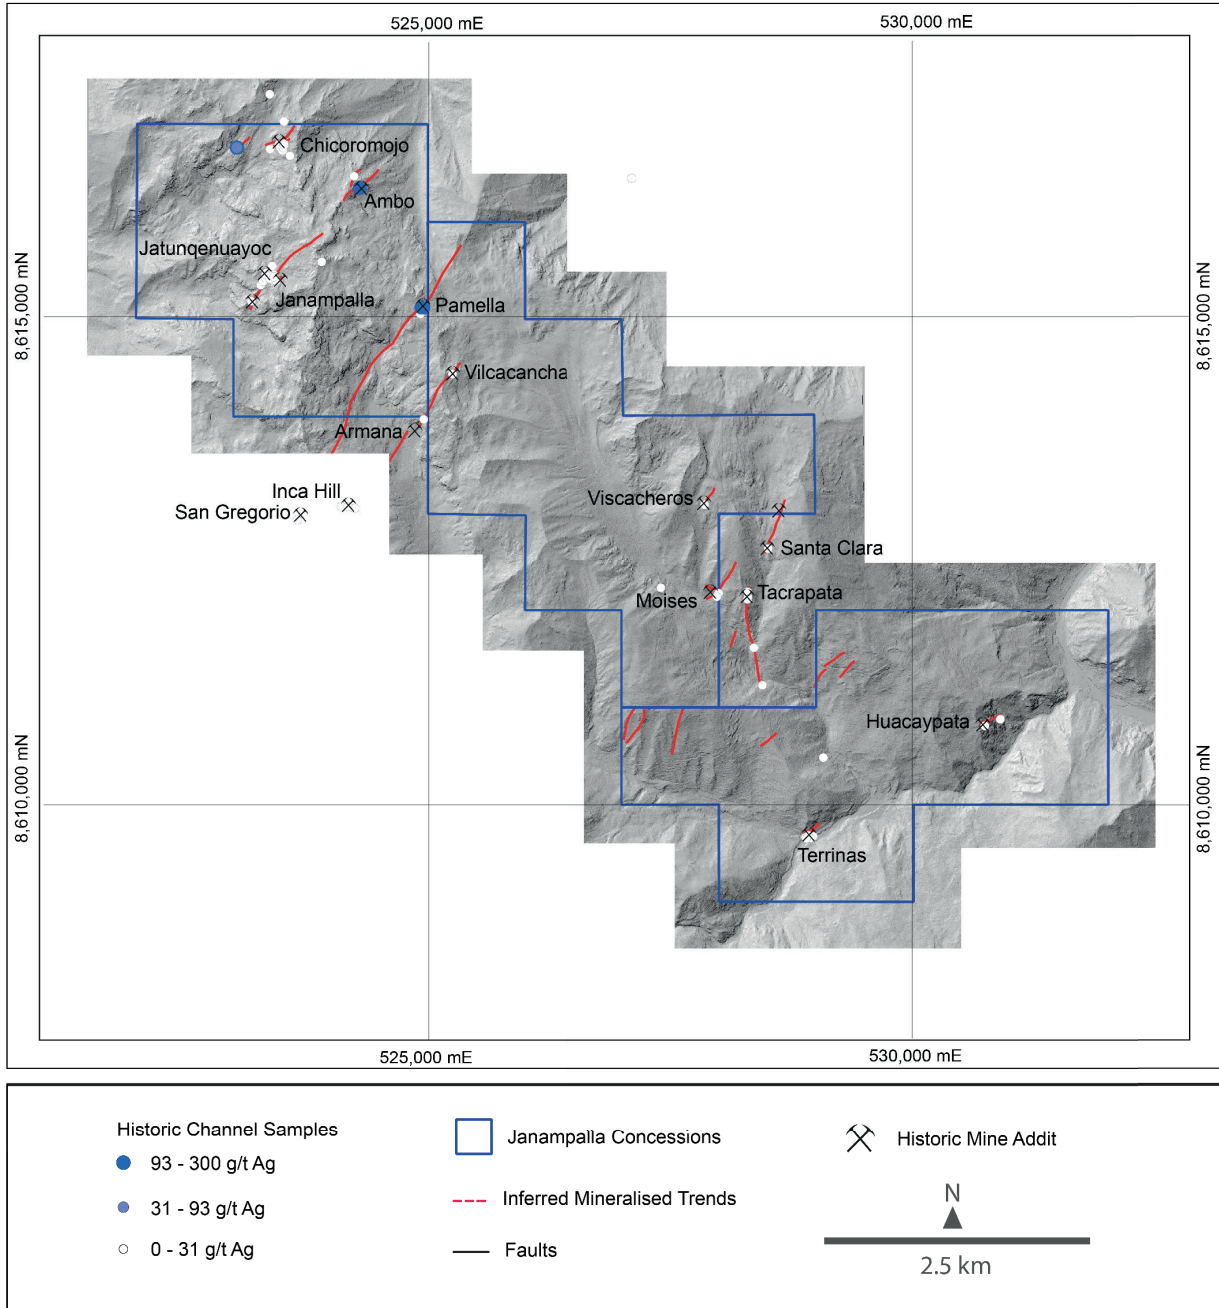 525,000 mE
530,000 mE
Chicoromojo
Ambo
Jatunqenuayoc
Janampalla
Pamella
8,615,000 mN
8,615,000 mN
Vilcacancha
Armana
Inca Hill
San Gregorio
Viscacheros
Santa Clara
Moises
Tacrapata
Huacaypata
8,610,000 mN
8,610,000 mN
Terrinas
525,000 mE
530,000 mE
Historic Channel Samples
93 - 300 g/t Ag
31 - 93 g/t Ag
0 - 31 g/t Ag
Janampalla Concessions
Inferred Mineralised Trends
Faults
Historic Mine Addit
N
2.5 km